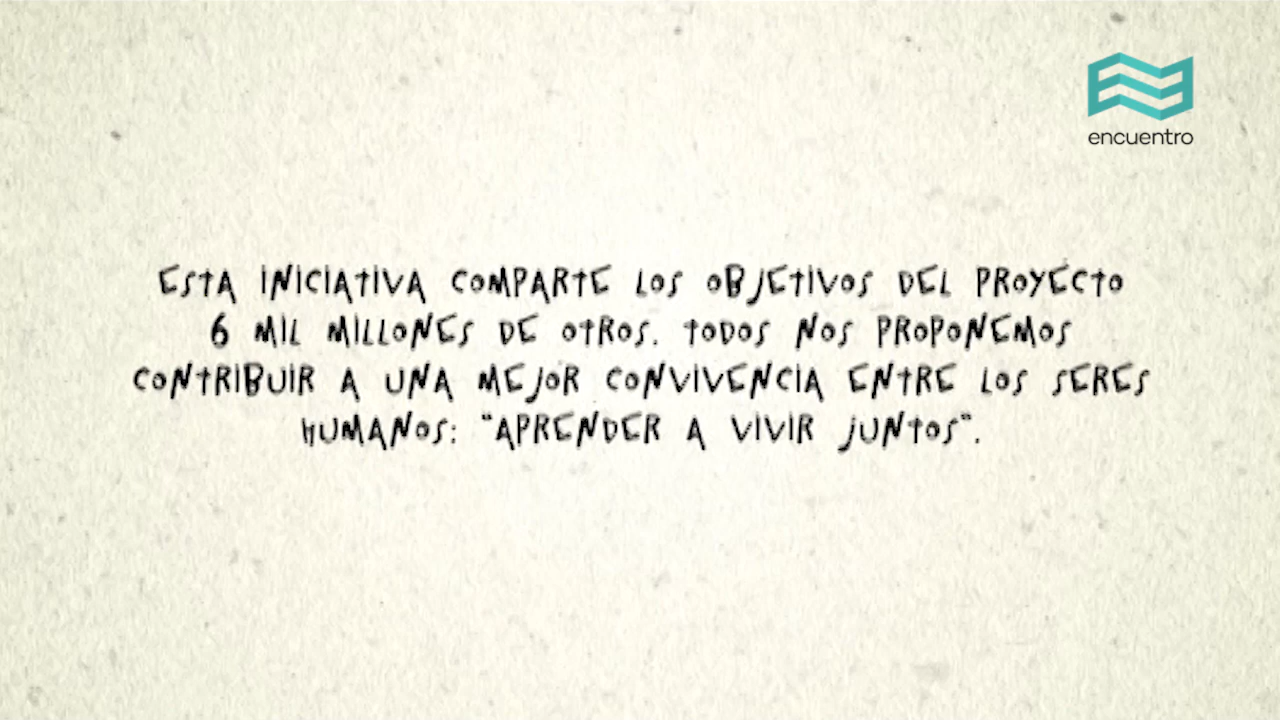 encuentro
ESTA INICIATIVA COMPARTE LOS OBJETIVOS DEL PROYECTO
6 MIL MILLONES DE OTROS. TODOS NOS PROPONEMOS
CONTRIBUIR A UNA MEJOR CONVIVENCIA ENTRE LOS SERES
HUMANOS: "APRENDER A VIVIR JUNTOS".